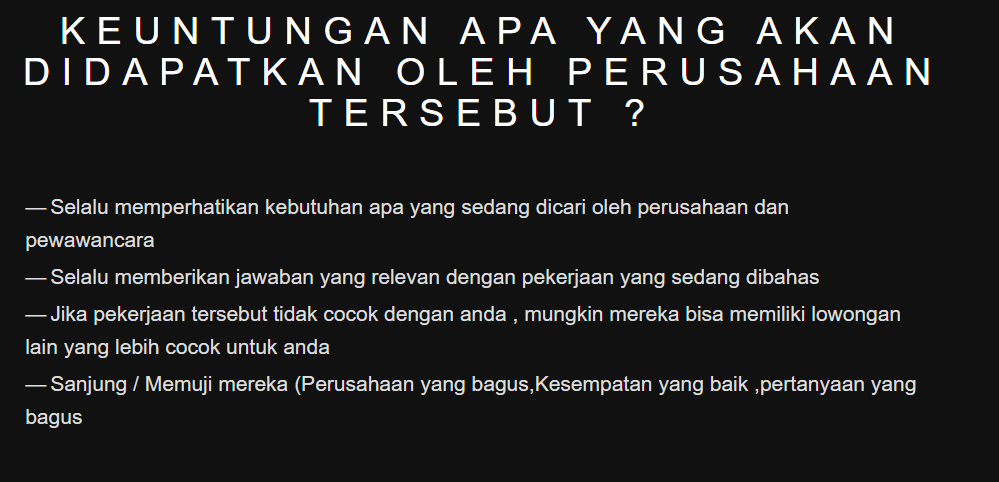 KEUNTUNGAN APA YANG AKAN
DIDAPATKAN OLEH PERUSAHAAN
TERSEBUT ?
— Selalu memperhatikan kebutuhan apa yang sedang dicari oleh perusahaan dan
pewawancara
— Selalu memberikan jawaban yang relevan dengan pekerjaan yang sedang dibahas
— Jika pekerjaan tersebut tidak cocok dengan anda , mungkin mereka bisa memiliki lowongan
lain yang lebih cocok untuk anda
— Sanjung / Memuji mereka (Perusahaan yang bagus,Kesempatan yang baik ,pertanyaan yang
bagus